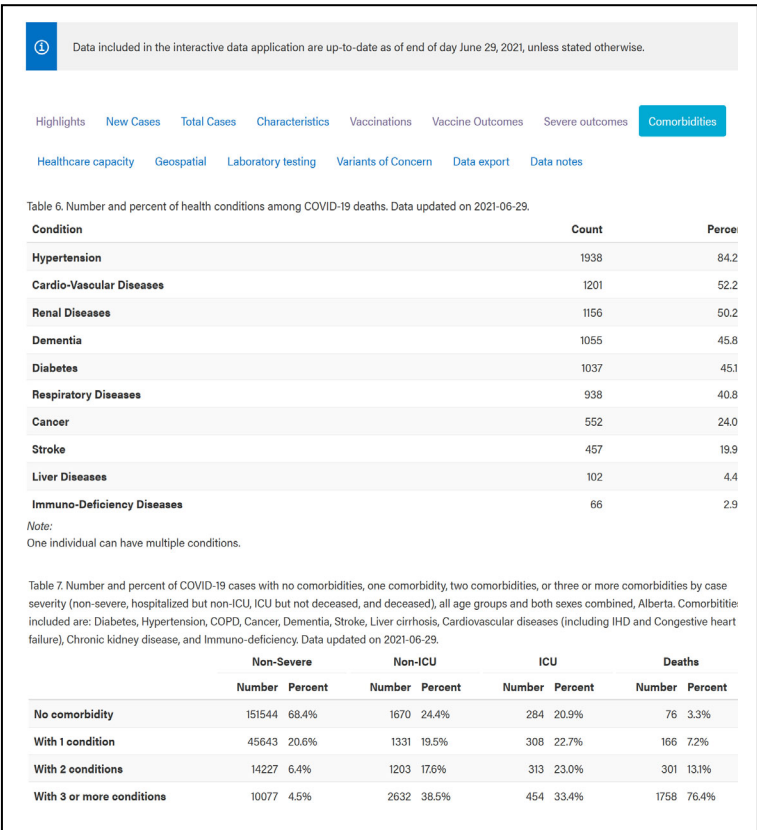 Data included in the interactive data application are up-to-date as of end of day June 29, 2021, unless stated otherwise.
Highlights New Cases Total Cases Characteristics Vaccinations Vaccine Outcomes Severe outcomes Comorbidities
Healthcare capacity Geospatial Laboratory testing Variants of Concern Data export Data notes
Table 6. Number and percent of health conditions among COVID-19 deaths. Data updated on 2021-06-29.
Condition Count Perce
Hypertension 1938 84.2
Cardio-Vascular Diseases 1201 52.2
Renal Diseases 1156 50.2
Dementia 1055 45.8
Diabetes 1037 45.1
Respiratory Diseases 938 40.8
Cancer 552 24.0
Stroke 457 19.9
Liver Diseases 102 4.4
Immuno-Deficiency Diseases 66 2.9
Note:
One individual can have multiple conditions.
Table 7. Number and percent of COVID-19 cases with no comorbidities, one comorbidity, two comorbidities, or three or more comorbidities by case
severity (non-severe, hospitalized but non-ICU, ICU but not deceased, and deceased), all age groups and both sexes combined, Alberta. Comorbitities
included are: Diabetes, Hypertension, COPD, Cancer, Dementia, Stroke, Liver cirrhosis, Cardiovascular diseases (including IHD and Congestive heart
failure), Chronic kidney disease, and Immuno-deficiency. Data updated on 2021-06-29.
Non-Severe Non-ICU ICU Deaths
Number Percent Number Percent Number Percent Number Percent
No comorbidity 151544 68.4% 1670 24.4% 284 20.9% 76 3.3%
With 1 condition 45643 20.6% 1331 19.5% 308 22.7% 166 7.2%
With 2 conditions 14227 6.4% 1203 17.6% 313 23.0% 301 13.1%
With 3 or more conditions 10077 4.5% 2632 38.5% 454 33.4% 1758 76.4%